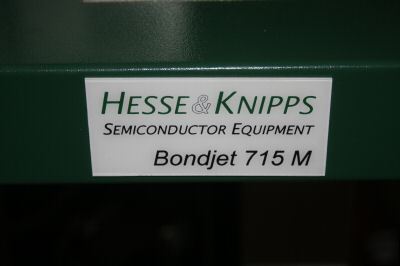 HESSE & KNIPPS
SEMICONDUCTOR EQUIPMENT
Bondjet 715 M